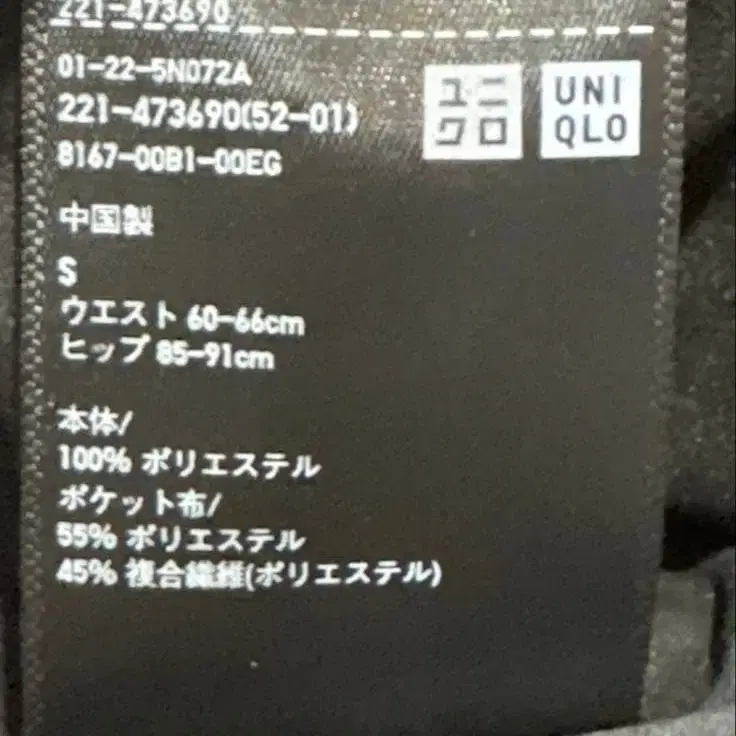 221-473690
01-22-5N072A
221-473690(52-01)
8167-00B1-00EG
ユニ
クロ
UNI
QLO
中国製
S
ウエスト 60-66cm
ヒップ 85-91cm
本体/
100% ポリエステル
ポケット布/
55% ポリエステル
45% 複合繊維(ポリエステル)